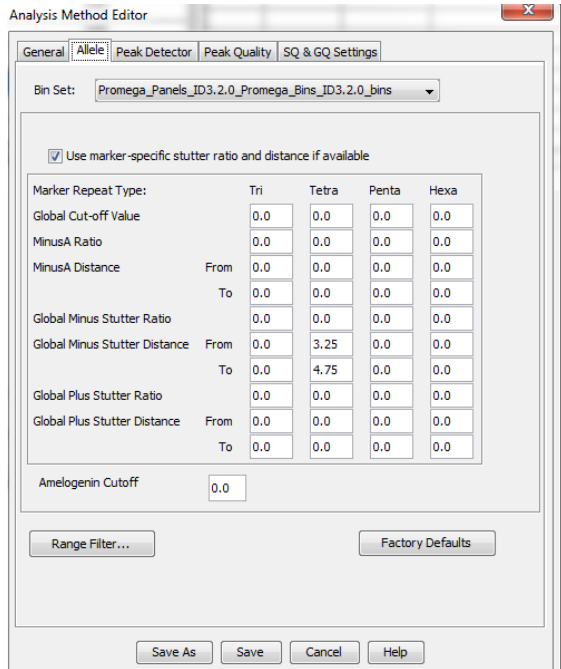 Analysis Method Editor
General Allele Peak Detector Peak Quality SQ & GQ Settings
Bin Set: Promega_Panels_ID3.2.0_Promega_Bins_ID3.2.0_bins
Use marker-specific stutter ratio and distance if available
Marker Repeat Type: Tri Tetra Penta Hexa
Global Cut-off Value 0.0 0.0 0.0 0.0
MinusA Ratio 0.0 0.0 0.0 0.0
MinusA Distance From 0.0 0.0 0.0 0.0
To 0.0 0.0 0.0 0.0
Global Minus Stutter Ratio 0.0 0.0 0.0 0.0
Global Minus Stutter Distance From 0.0 3.25 0.0 0.0
To 0.0 4.75 0.0 0.0
Global Plus Stutter Ratio 0.0 0.0 0.0 0.0
Global Plus Stutter Distance From 0.0 0.0 0.0 0.0
To 0.0 0.0 0.0 0.0
Amelogenin Cutoff 0.0
Range Filter... Factory Defaults
Save As Save Cancel Help